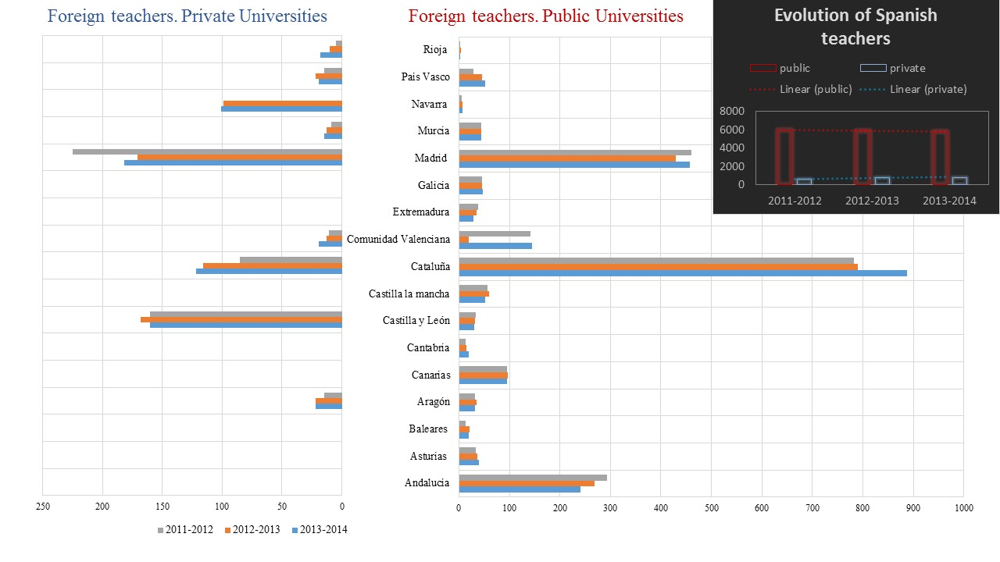 Foreign teachers. Private Universities
Foreign teachers. Public Universities
Evolution of Spanish
teachers
public
private
Linear (public)
Linear (private)
8000
6000
4000
2000
0
2011-2012 2012-2013 2013-2014
Rioja
Pais Vasco
Navarra
Murcia
Madrid
Galicia
Extremadura
Comunidad Valenciana
Cataluña
Castilla la mancha
Castilla y León
Cantabria
Canarias
Aragón
Baleares
Asturias
Andalucia
250 200 150 100 50 0
0 100 200 300 400 500 600 700 800 900 1000
2011-2012 2012-2013 2013-2014